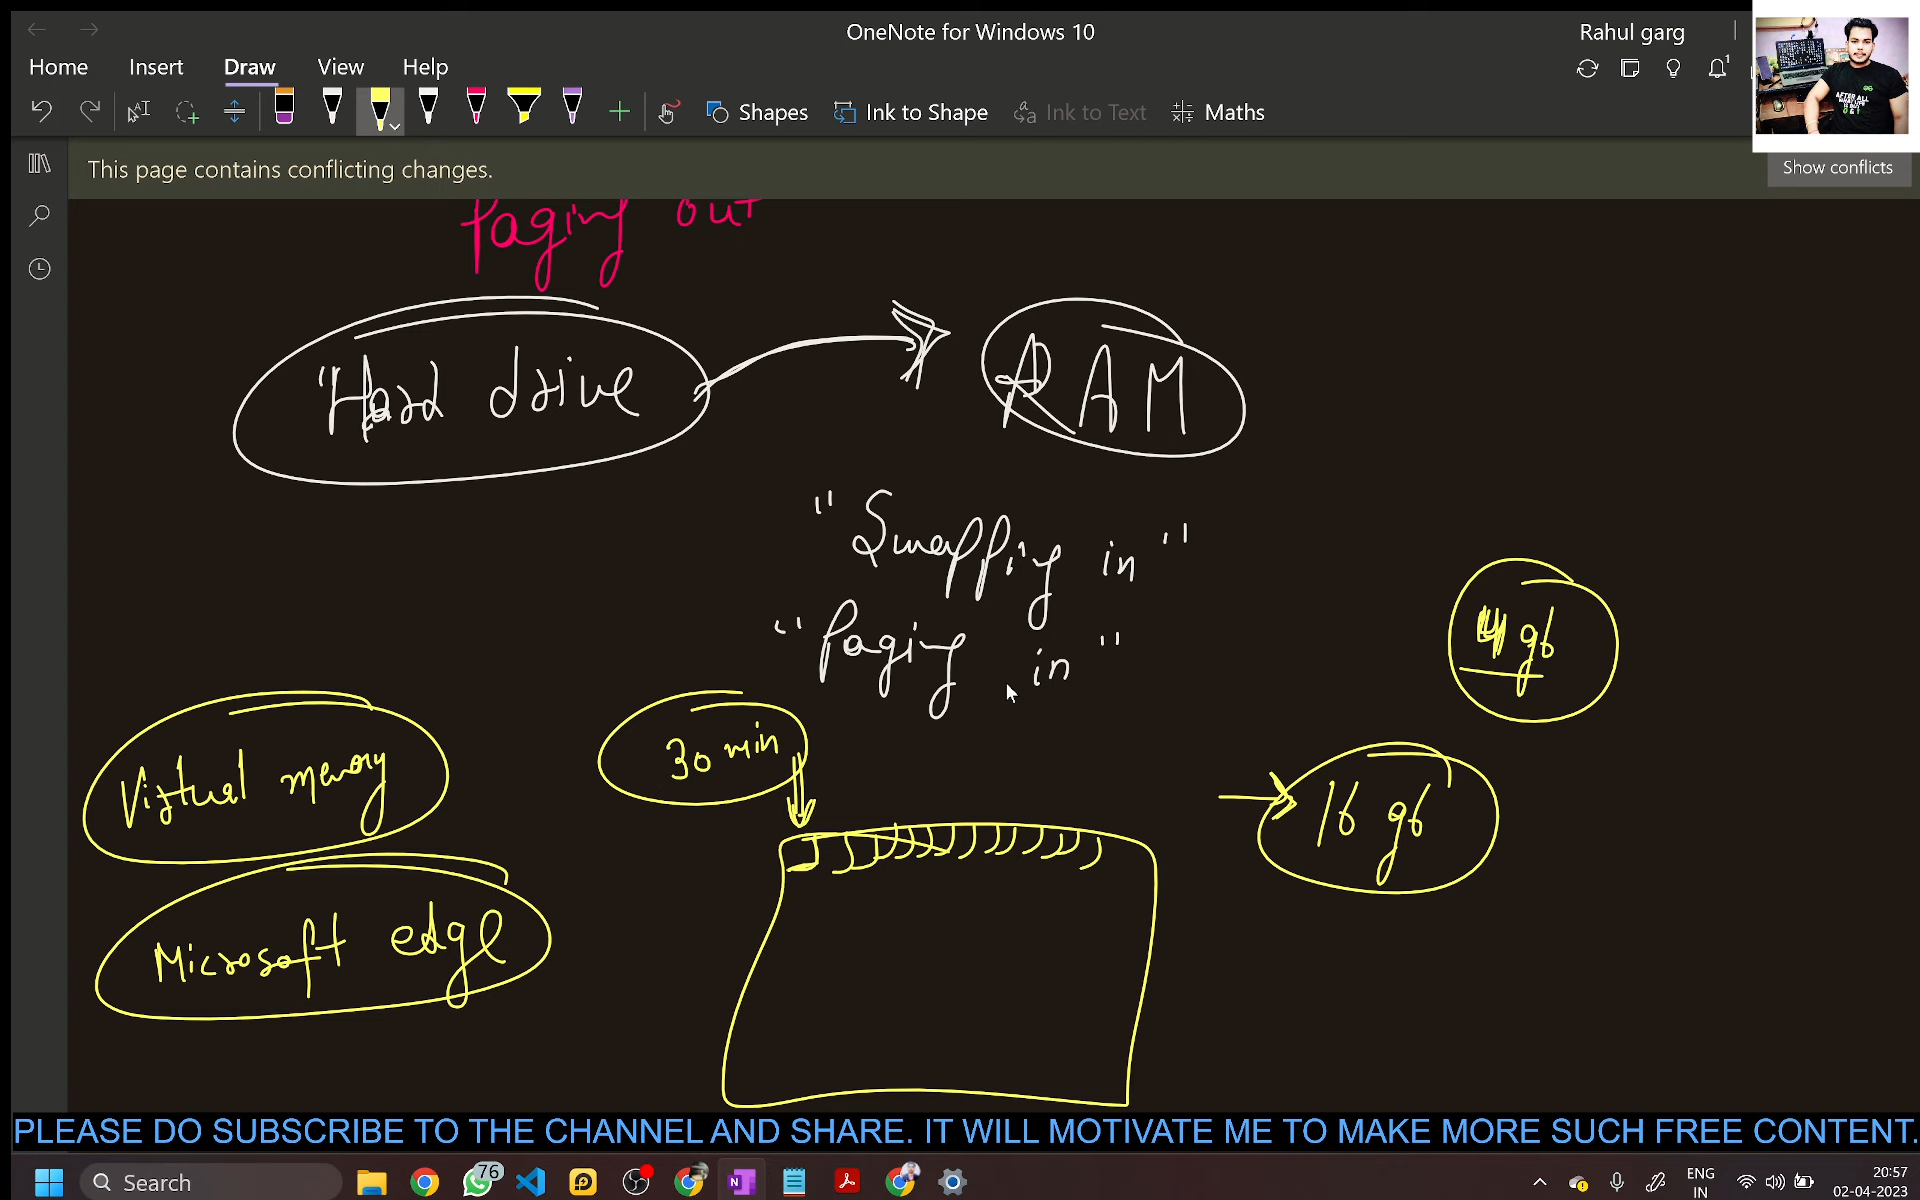 OneNote for Windows 10
Rahul garg
Home Insert Draw View Help
Shapes Ink to Shape Ink to Text Maths
This page contains conflicting changes.
Show conflicts
Paging out
"Hard drive
RAM
"Swapping in"
"Paging in"
4 gb
Virtual memory
30 min
16 gb
Microsoft edge
PLEASE DO SUBSCRIBE TO THE CHANNEL AND SHARE. IT WILL MOTIVATE ME TO MAKE MORE SUCH FREE CONTENT.
Search
76
ENG
IN
20:57
02-04-2023